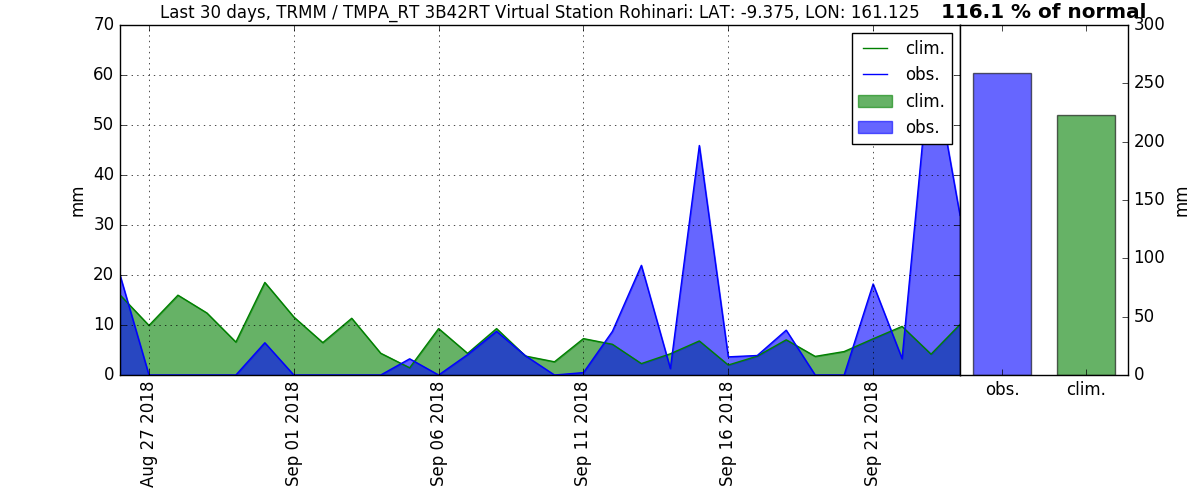 Last 30 days, TRMM / TMPA_RT 3B42RT Virtual Station Rohinari: LAT: -9.375, LON: 161.125
116.1 % of normal
70
60
50
40
30
20
10
0
mm
clim.
obs.
clim.
obs.
300
250
200
150
100
50
0
mm
obs.
clim.
Aug 27 2018
Sep 01 2018
Sep 06 2018
Sep 11 2018
Sep 16 2018
Sep 21 2018